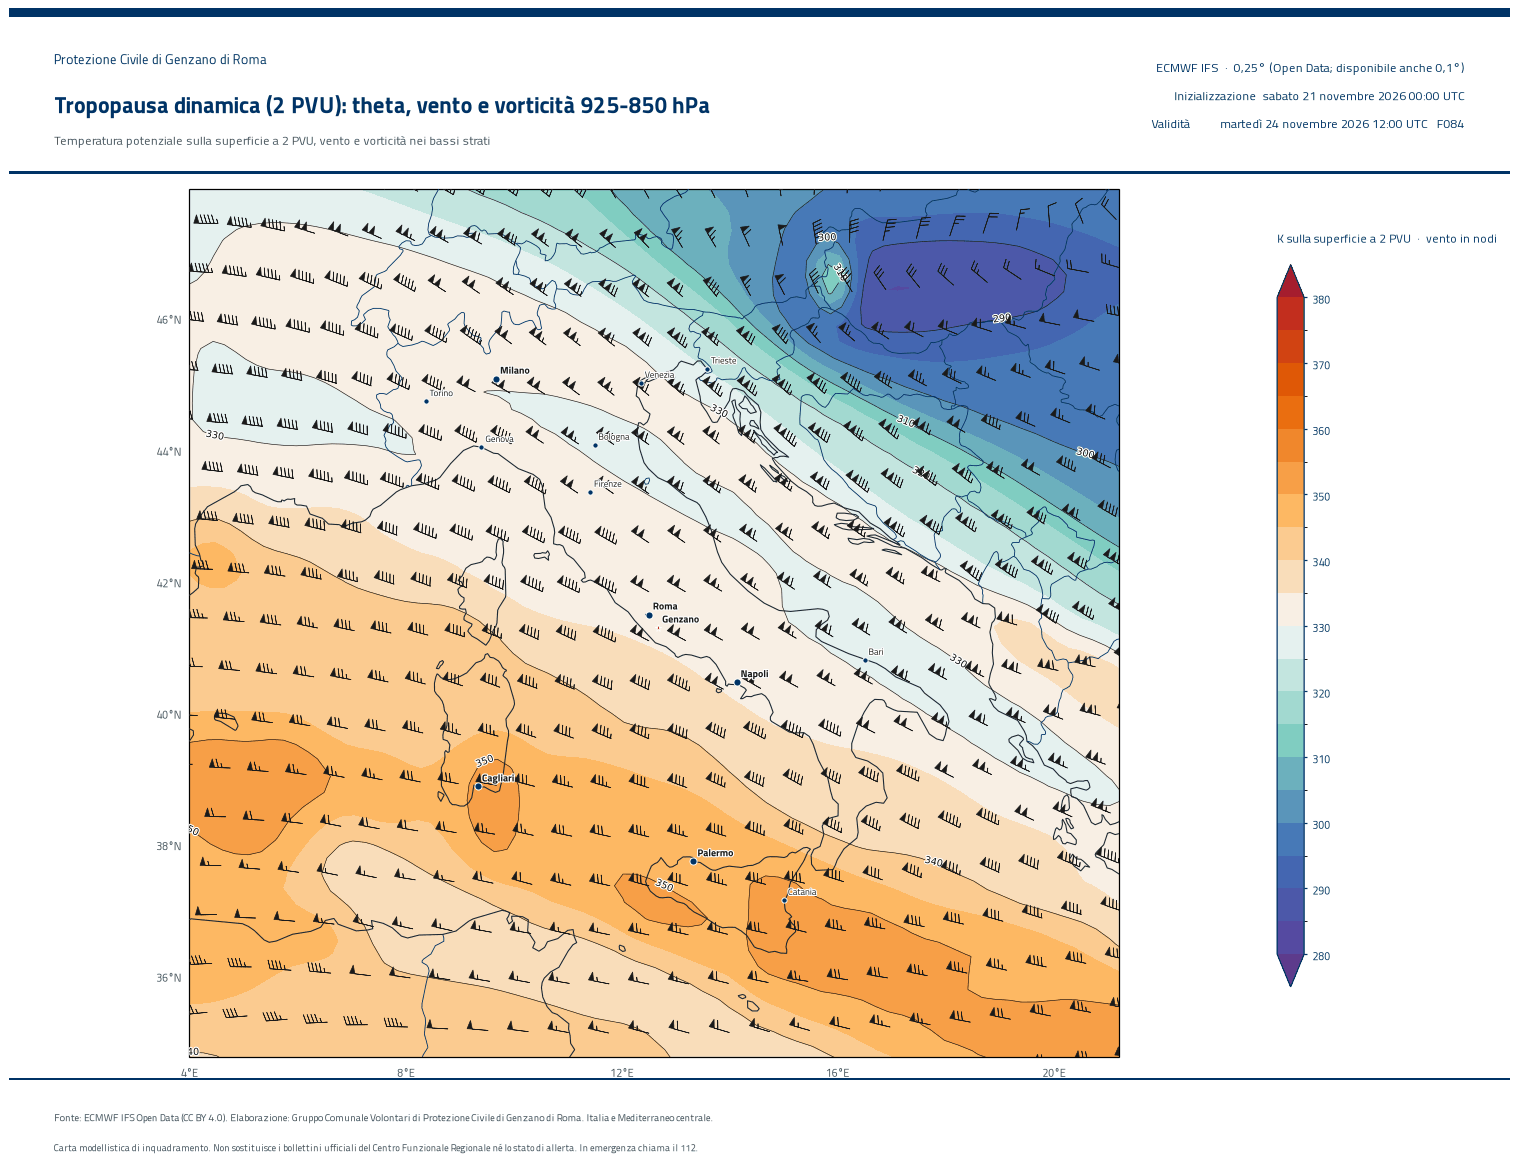 Protezione Civile di Genzano di Roma
Tropopausa dinamica (2 PVU): theta, vento e vorticità 925-850 hPa
Temperatura potenziale sulla superficie a 2 PVU, vento e vorticità nei bassi strati
ECMWF IFS · 0,25° (Open Data; disponibile anche 0,1°)
Inizializzazione sabato 21 novembre 2026 00:00 UTC
Validità martedì 24 novembre 2026 12:00 UTC F084
K sulla superficie a 2 PVU · vento in nodi
380
370
360
350
340
330
320
310
300
290
280
46°N
44°N
42°N
40°N
38°N
36°N
4°E
8°E
12°E
16°E
20°E
300
290
Trieste
Milano
Venezia
Torino
330
310
330
Genova
Bologna
300
Firenze
Roma
Genzano
Bari
330
Napoli
350
Cagliari
Palermo
340
350
Catania
Fonte: ECMWF IFS Open Data (CC BY 4.0). Elaborazione: Gruppo Comunale Volontari di Protezione Civile di Genzano di Roma. Italia e Mediterraneo centrale.
Carta modellistica di inquadramento. Non sostituisce i bollettini ufficiali del Centro Funzionale Regionale né lo stato di allerta. In emergenza chiama il 112.